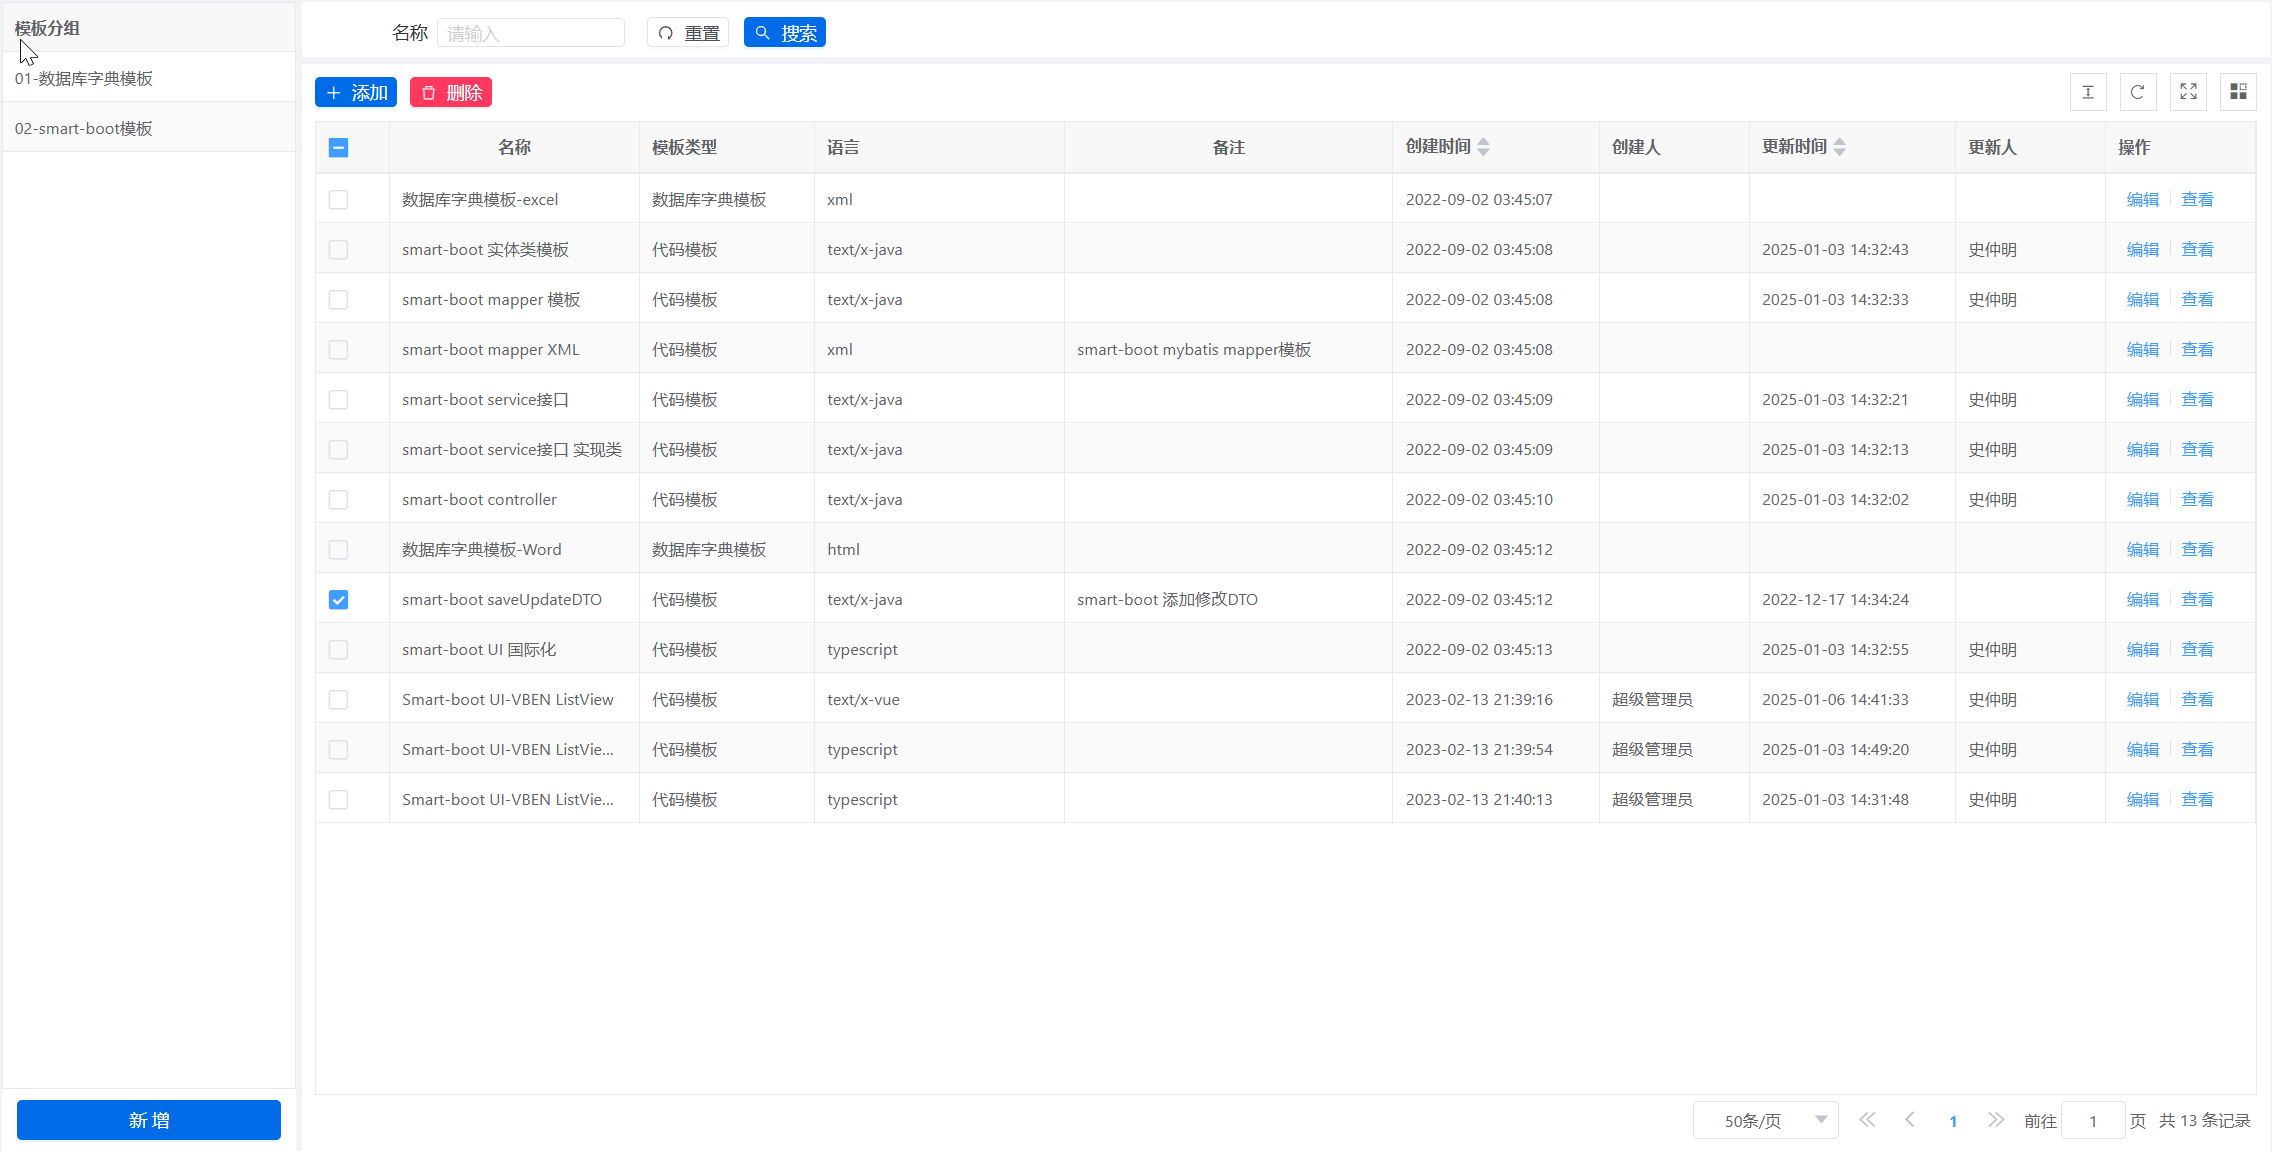 模板分组
01-数据库字典模板
02-smart-boot模板
新 增
名称 请输入 重置 搜索
添加 删除
名称 模板类型 语言 备注 创建时间 创建人 更新时间 更新人 操作
数据库字典模板-excel 数据库字典模板 xml 2022-09-02 03:45:07 编辑 查看
smart-boot 实体类模板 代码模板 text/x-java 2022-09-02 03:45:08 2025-01-03 14:32:43 史仲明 编辑 查看
smart-boot mapper 模板 代码模板 text/x-java 2022-09-02 03:45:08 2025-01-03 14:32:33 史仲明 编辑 查看
smart-boot mapper XML 代码模板 xml smart-boot mybatis mapper模板 2022-09-02 03:45:08 编辑 查看
smart-boot service接口 代码模板 text/x-java 2022-09-02 03:45:09 2025-01-03 14:32:21 史仲明 编辑 查看
smart-boot service接口 实现类 代码模板 text/x-java 2022-09-02 03:45:09 2025-01-03 14:32:13 史仲明 编辑 查看
smart-boot controller 代码模板 text/x-java 2022-09-02 03:45:10 2025-01-03 14:32:02 史仲明 编辑 查看
数据库字典模板-Word 数据库字典模板 html 2022-09-02 03:45:12 编辑 查看
smart-boot saveUpdateDTO 代码模板 text/x-java smart-boot 添加修改DTO 2022-09-02 03:45:12 2022-12-17 14:34:24 编辑 查看
smart-boot UI 国际化 代码模板 typescript 2022-09-02 03:45:13 2025-01-03 14:32:55 史仲明 编辑 查看
Smart-boot UI-VBEN ListView 代码模板 text/x-vue 2023-02-13 21:39:16 超级管理员 2025-01-06 14:41:33 史仲明 编辑 查看
Smart-boot UI-VBEN ListVie... 代码模板 typescript 2023-02-13 21:39:54 超级管理员 2025-01-03 14:49:20 史仲明 编辑 查看
Smart-boot UI-VBEN ListVie... 代码模板 typescript 2023-02-13 21:40:13 超级管理员 2025-01-03 14:31:48 史仲明 编辑 查看
50条/页 1 前往 1 页 共 13 条记录